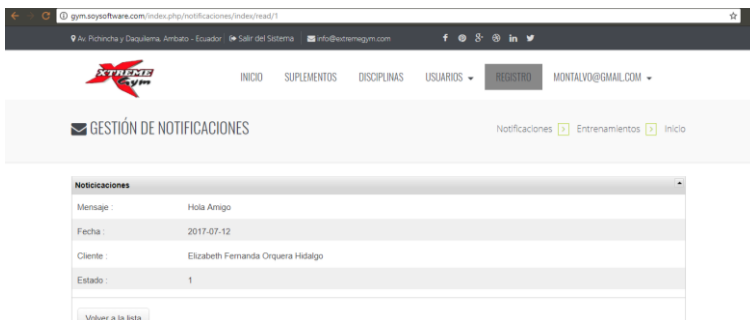 gym.soysoftware.com/index.php/notificaciones/index/read/1
Av. Pichincha y Daquilema, Ambato - Ecuador Salir del Sistema info@extremegym.com
XTREME
Gym
INICIO SUPLEMENTOS DISCIPLINAS USUARIOS REGISTRO MONTALVO@GMAIL.COM
GESTIÓN DE NOTIFICACIONES
Notificaciones Entrenamientos Inicio
Noticicaciones
Mensaje : Hola Amigo
Fecha : 2017-07-12
Cliente : Elizabeth Fernanda Orquera Hidalgo
Estado : 1
Volver a la lista